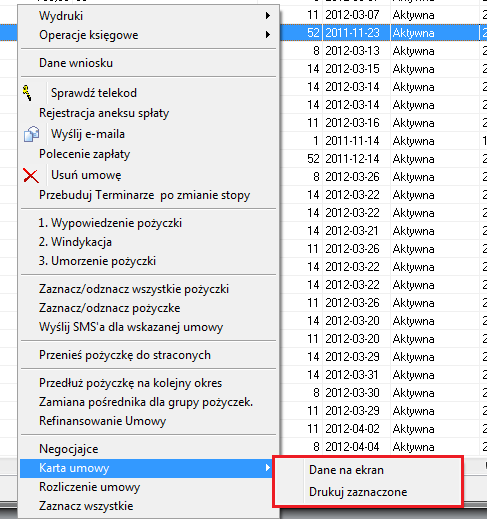 Wydruki 11 2012-03-07 Aktywna
Operacje księgowe 52 2011-11-23 Aktywna
8 2012-03-13 Aktywna
Dane wniosku 14 2012-03-15 Aktywna
14 2012-03-14 Aktywna
Sprawdź telekod 14 2012-03-14 Aktywna
Rejestracja aneksu spłaty 14 2012-03-14 Aktywna
11 2012-03-16 Aktywna
Wyślij e-maila 1 2011-11-14 Aktywna
Polecenie zapłaty 52 2011-12-14 Aktywna
Usuń umowę 8 2012-03-26 Aktywna
Przebuduj Terminarze po zmianie stopy 14 2012-03-22 Aktywna
14 2012-03-22 Aktywna
1. Wypowiedzenie pożyczki 14 2012-03-21 Aktywna
2. Windykacja 11 2012-03-26 Aktywna
3. Umorzenie pożyczki 14 2012-03-22 Aktywna
Zaznacz/odznacz wszystkie pożyczki 14 2012-03-22 Aktywna
Zaznacz/odznacz pożyczke 11 2012-03-26 Aktywna
Wyślij SMS'a dla wskazanej umowy 14 2012-03-20 Aktywna
11 2012-03-20 Aktywna
Przenieś pożyczkę do straconych 14 2012-03-29 Aktywna
14 2012-03-31 Aktywna
Przedłuż pożyczkę na kolejny okres 8 2012-03-30 Aktywna
Zamiana pośrednika dla grupy pożyczek. 11 2012-03-29 Aktywna
Refinansowanie Umowy 11 2012-04-02 Aktywna
Negocjajce 8 2012-04-04 Aktywna
Karta umowy
Dane na ekran
Rozliczenie umowy
Drukuj zaznaczone
Zaznacz wszystkie